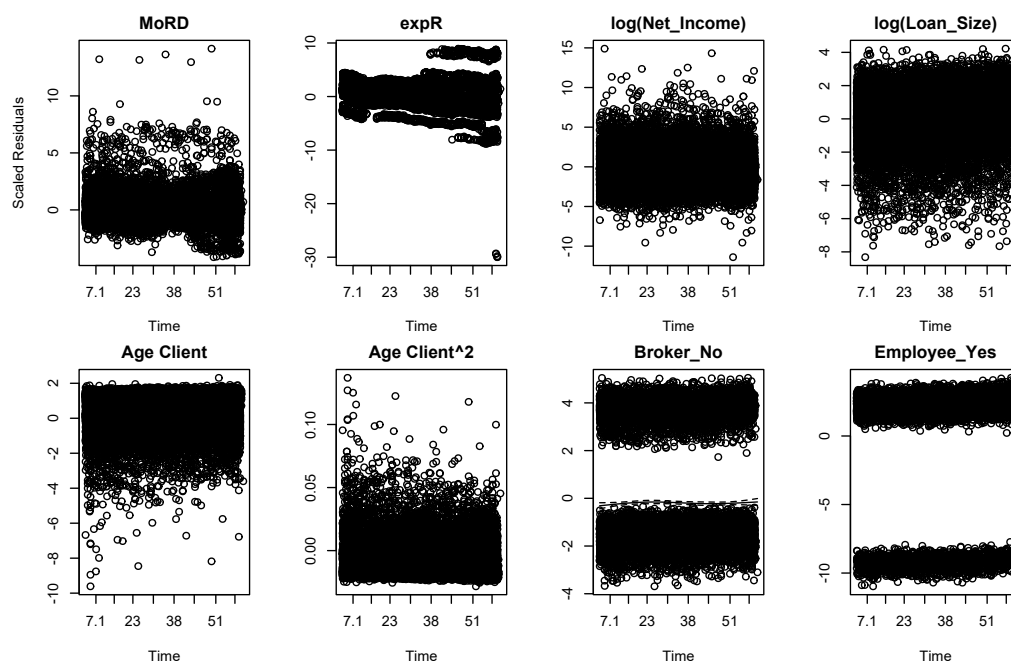 MoRD
expR
log(Net_Income)
log(Loan_Size)
Scaled Residuals
10
5
0
7.1 23 38 51
Time
10
0
-10
-20
-30
7.1 23 38 51
Time
15
10
5
0
-5
-10
7.1 23 38 51
Time
4
2
0
-2
-4
-6
-8
7.1 23 38 51
Time
Age Client
Age Client^2
Broker_No
Employee_Yes
2
0
-2
-4
-6
-8
-10
7.1 23 38 51
Time
0.10
0.05
0.00
7.1 23 38 51
Time
4
2
0
-2
-4
7.1 23 38 51
Time
0
-5
-10
7.1 23 38 51
Time